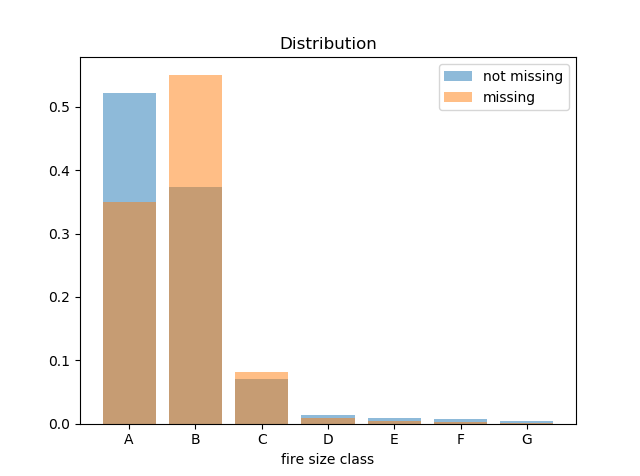 Distribution
not missing
missing
0.5
0.4
0.3
0.2
0.1
0.0
A B C D E F G
fire size class